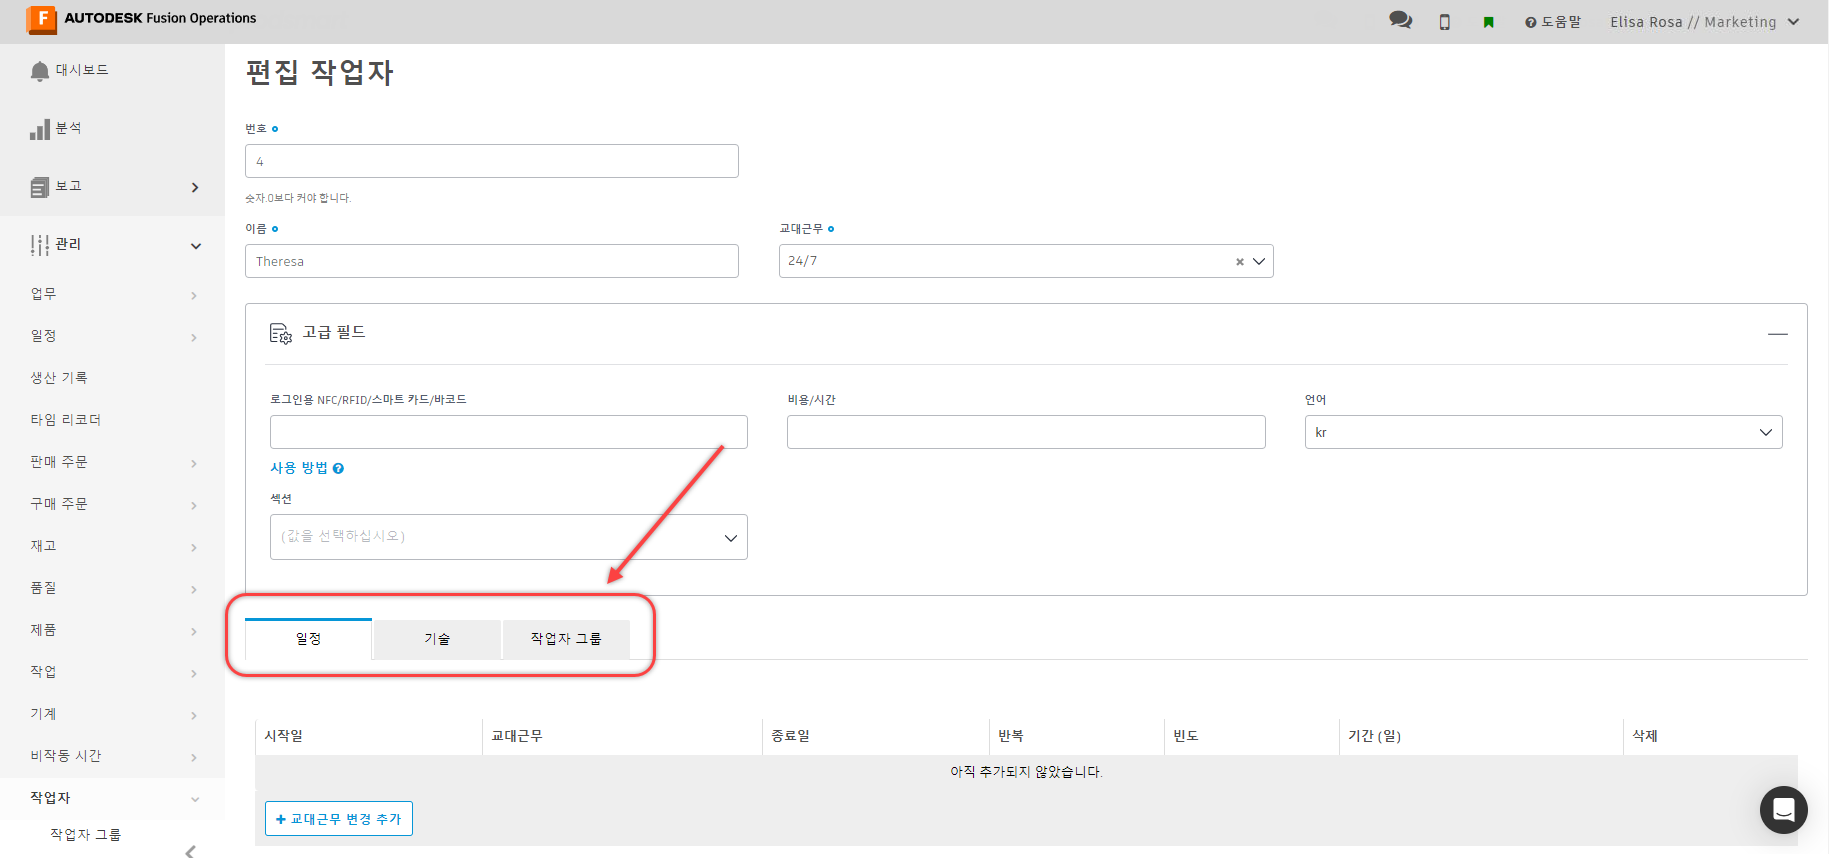 AUTODESK Fusion Operations
도움말
Elisa Rosa // Marketing
대시보드
분석
보고
관리
업무
일정
생산 기록
타임 리코더
판매 주문
구매 주문
재고
품질
제품
작업
기계
비작동 시간
작업자
작업자 그룹
편집 작업자
번호
4
숫자.0보다 커야 합니다.
이름
교대근무
Theresa
24/7
고급 필드
로그인용 NFC/RFID/스마트 카드/바코드
비용/시간
언어
kr
사용 방법
섹션
(값을 선택하십시오)
일정
기술
작업자 그룹
시작일
교대근무
종료일
반복
빈도
기간 (일)
삭제
아직 추가되지 않았습니다.
+ 교대근무 변경 추가